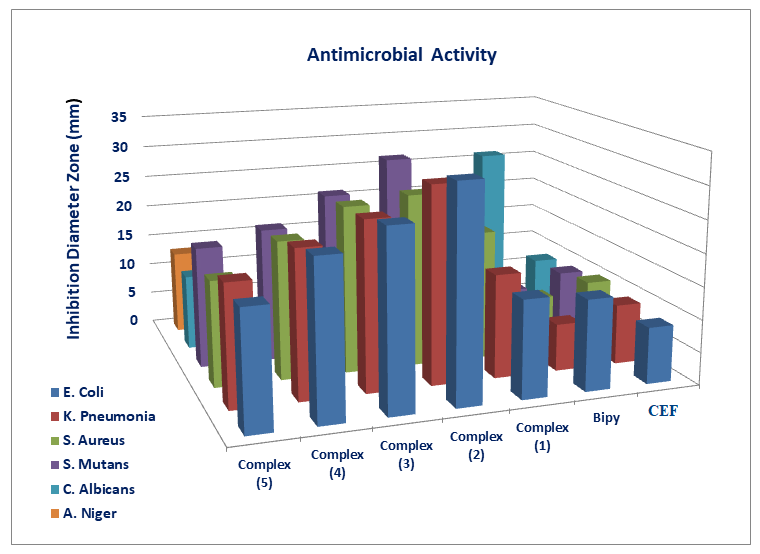 Antimicrobial Activity
Inhibition Diameter Zone (mm)
35
30
25
20
15
10
5
0
E. Coli
K. Pneumonia
S. Aureus
S. Mutans
C. Albicans
A. Niger
Complex
(5)
Complex
(4)
Complex
(3)
Complex
(2)
Complex
(1)
Bipy
CEF